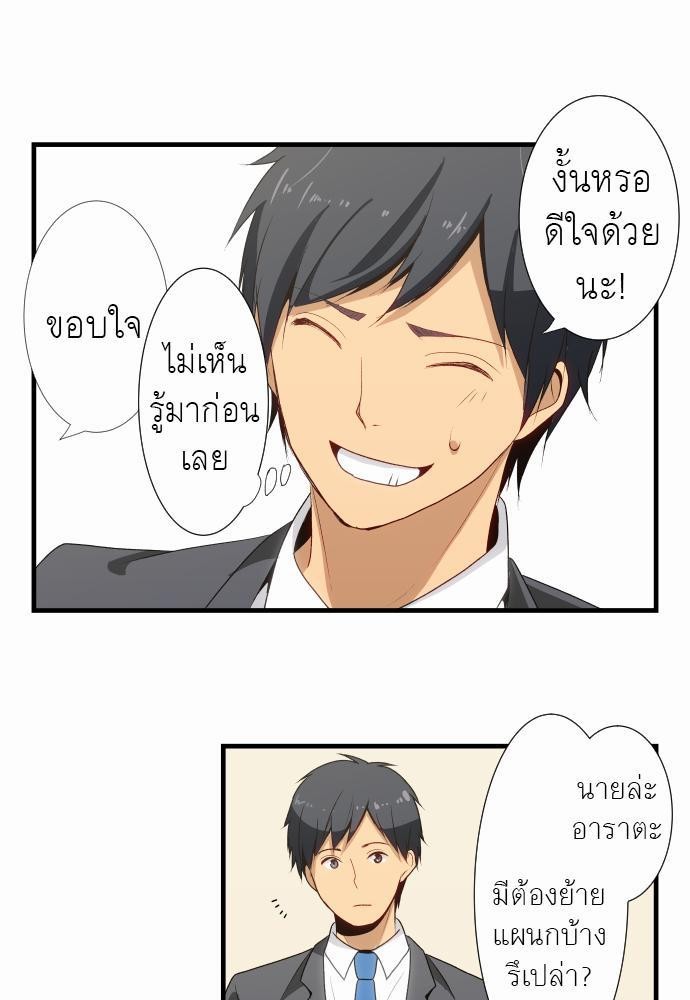 งั้นหรอ
ดีใจด้วย
นะ!
ขอบใจ
ไม่เห็น
รู้มาก่อน
เลย
นายล่ะ
อาราตะ
มีต้องย้าย
แผนกบ้าง
รึเปล่า?